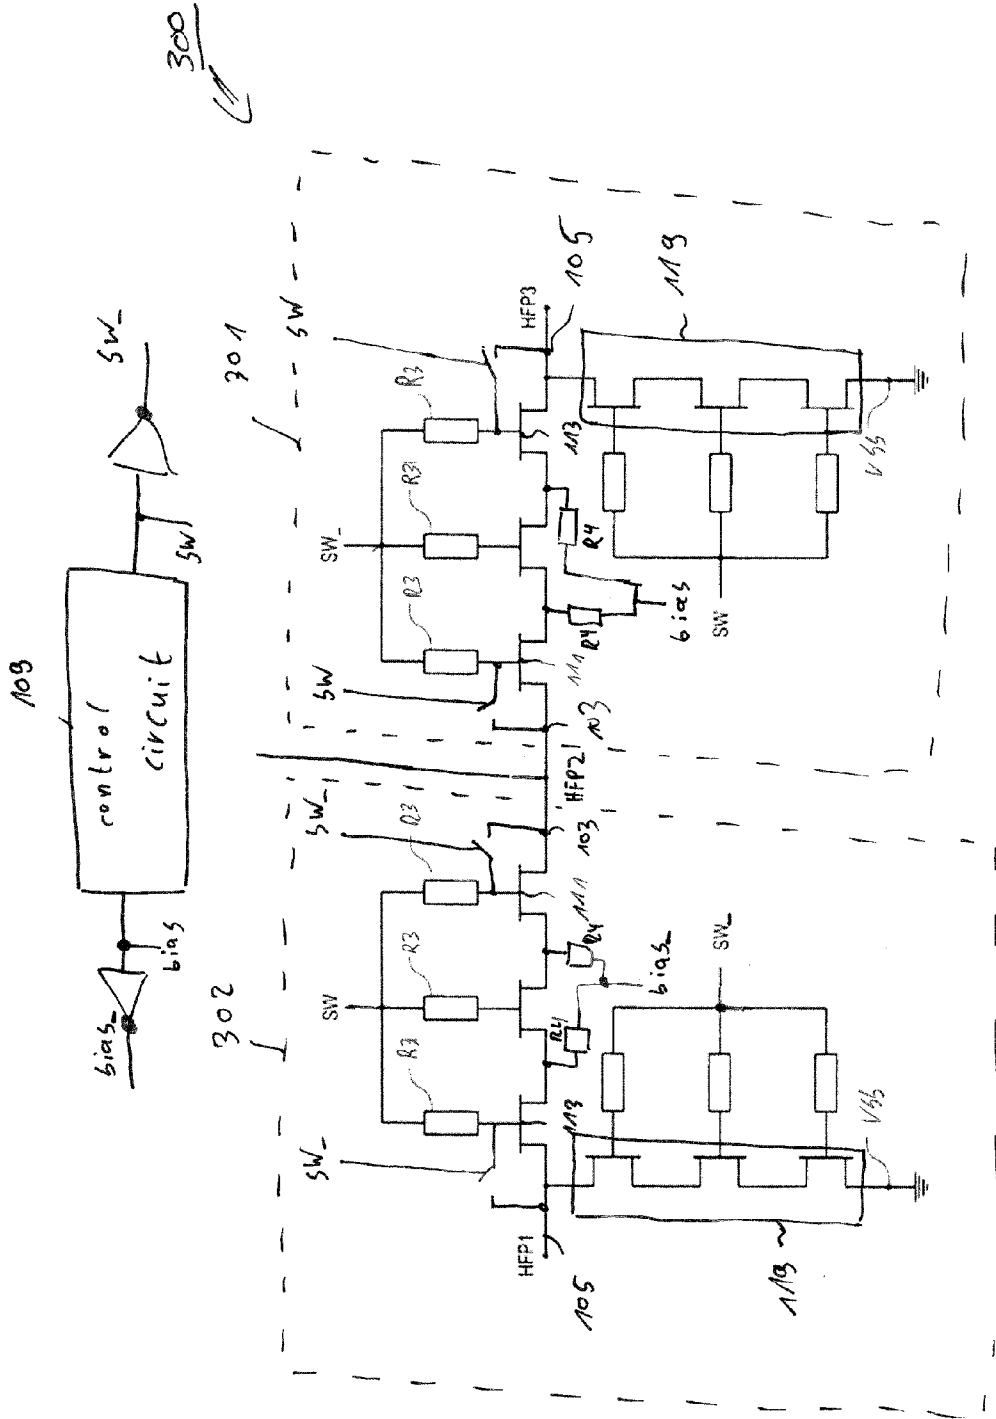 109
control
circuit
bias_
bias
SW
SW_
300
302
301
SW_
SW
SW_
SW
SW_
SW
R3
R3
R3
R3
R3
R3
HFP1
HFP2
HFP3
105
113
R4
R4
111
103
103
111
R4
R4
113
105
bias_
bias
SW_
SW
119
119
VSS
VSS